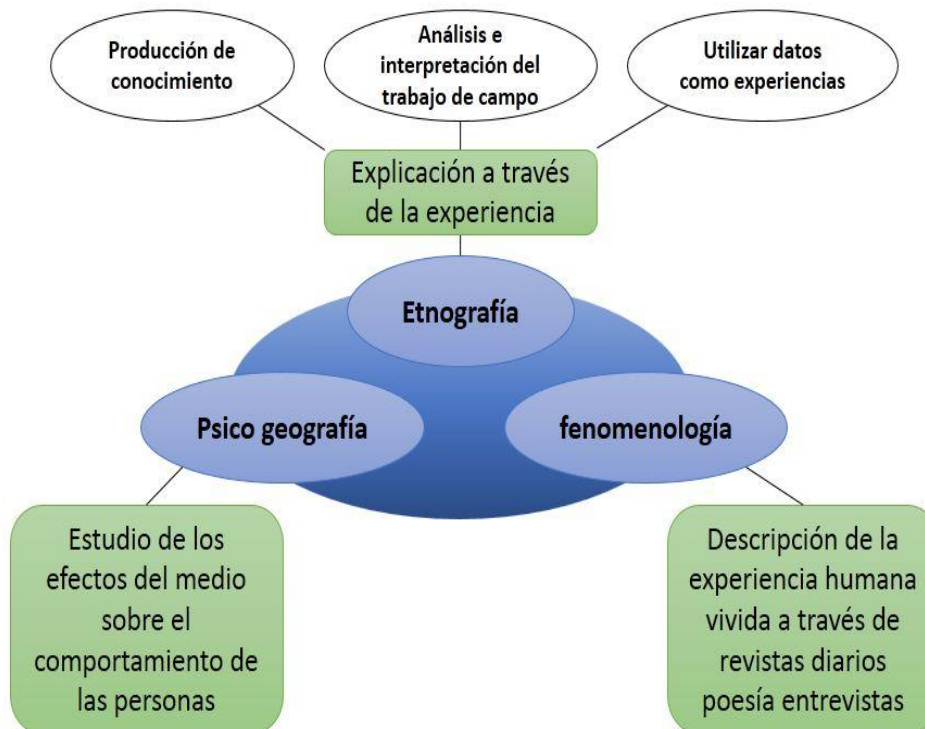 Producción de
conocimiento
Análisis e
interpretación del
trabajo de campo
Utilizar datos
como experiencias
Explicación a través
de la experiencia
Etnografía
Psico geografía
fenomenología
Estudio de los
efectos del medio
sobre el
comportamiento de
las personas
Descripción de la
experiencia humana
vivida a través de
revistas diarios
poesía entrevistas